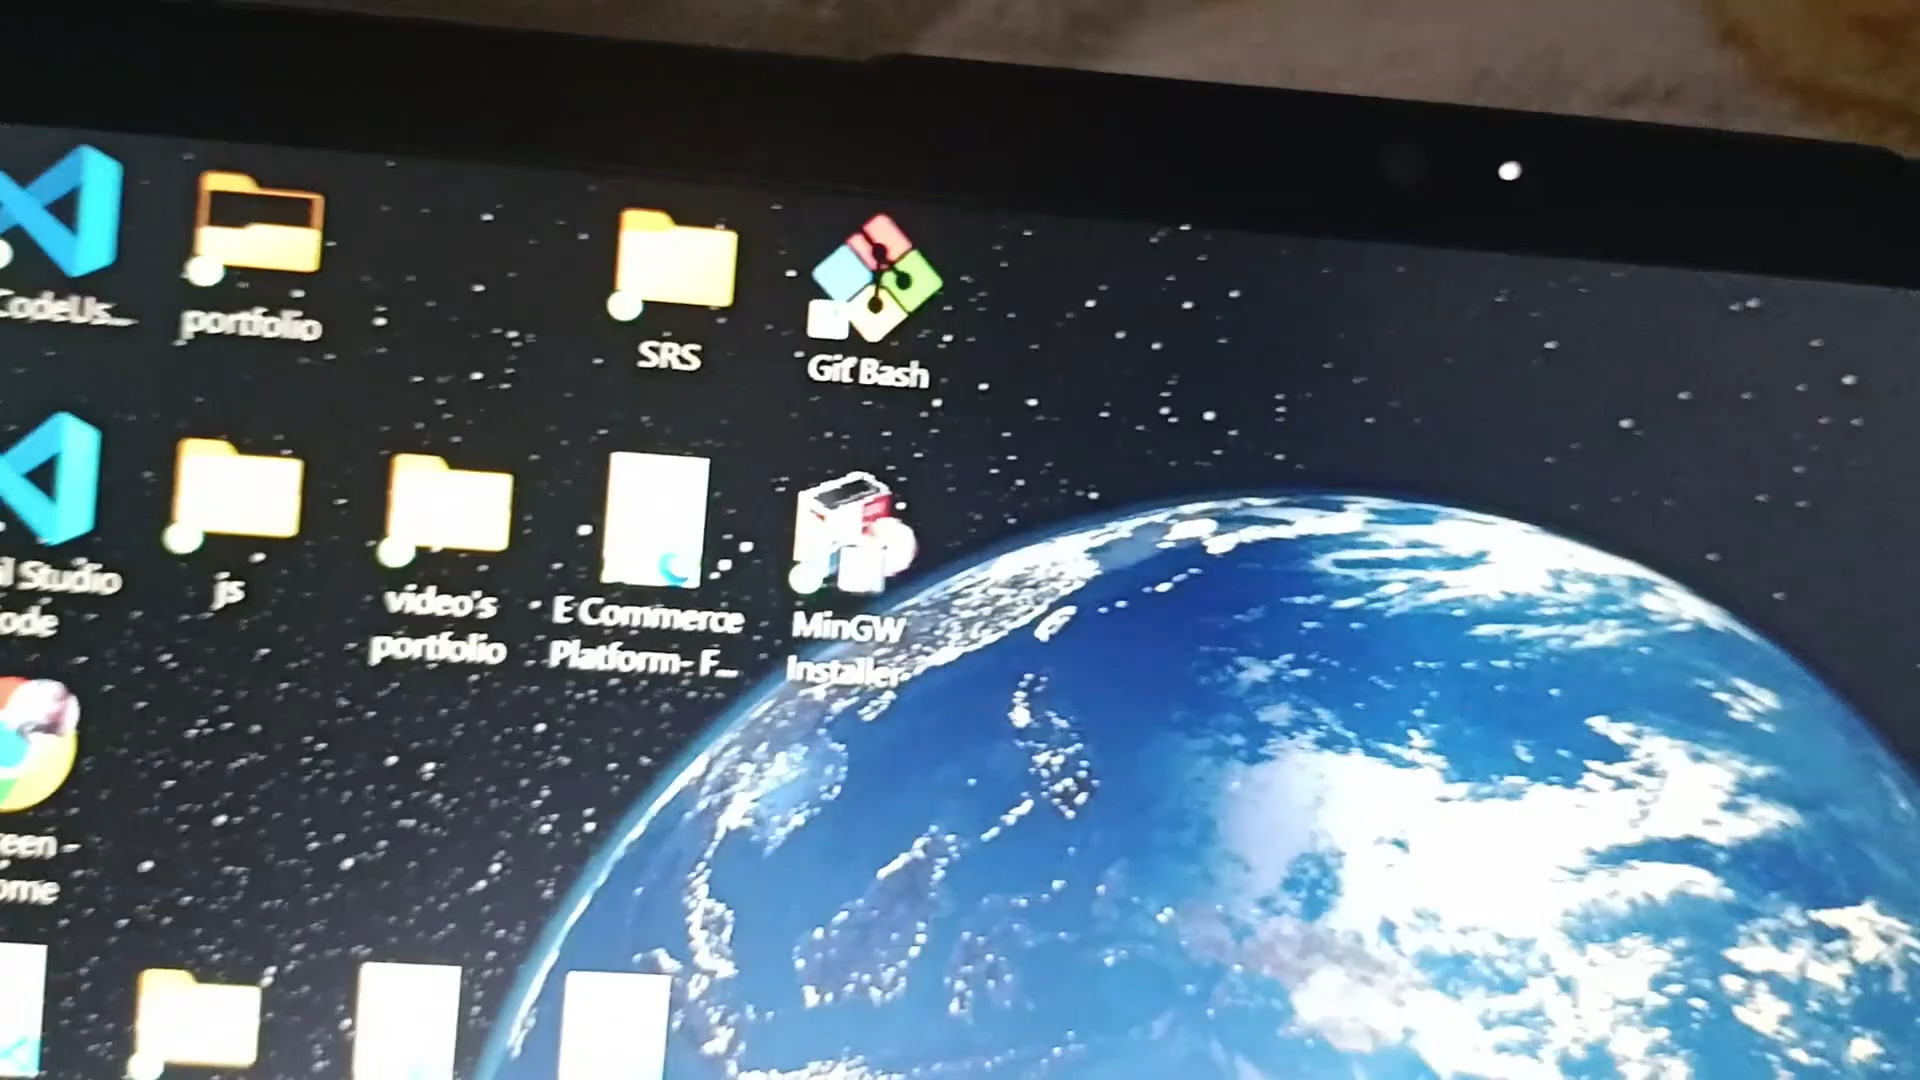 CodeUs...
portfolio
SRS
Git Bash
l Studio
ode
js
video's
portfolio
E Commerce
Platform- F...
MinGW
Installer
een -
ome